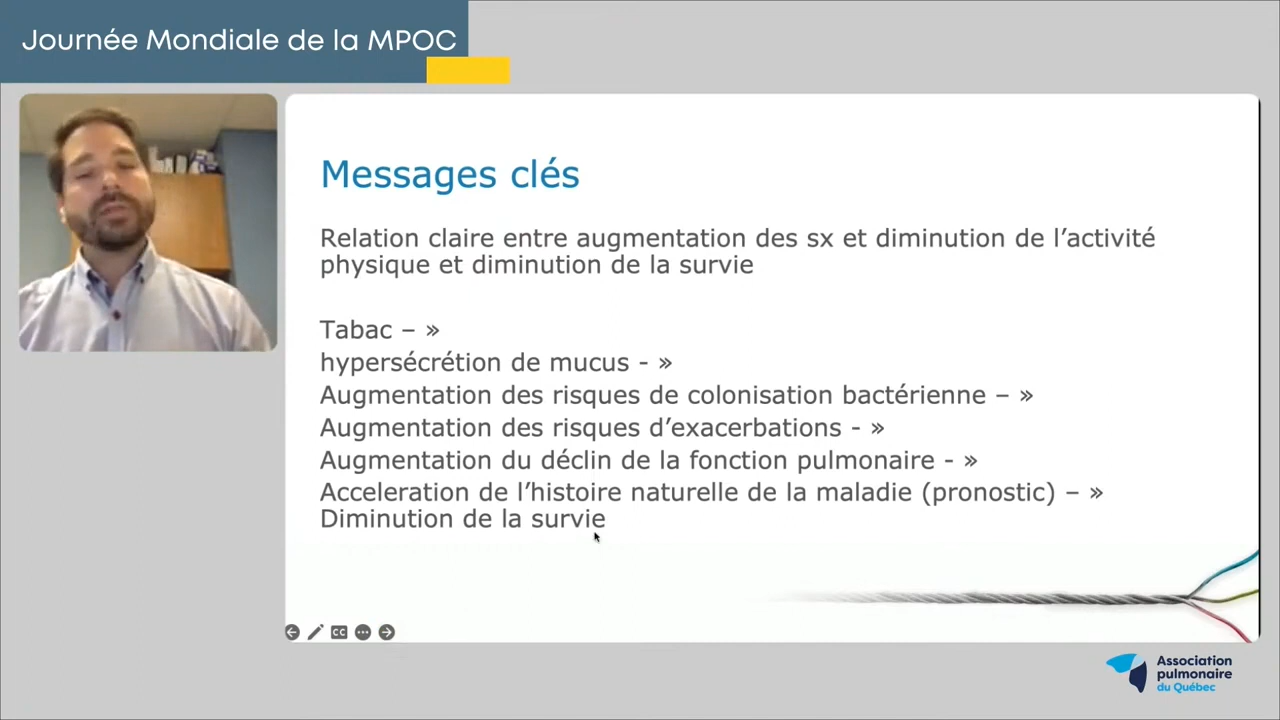 Journée Mondiale de la MPOC
Messages clés
Relation claire entre augmentation des sx et diminution de l’activité
physique et diminution de la survie
Tabac – »
hypersécrétion de mucus - »
Augmentation des risques de colonisation bactérienne – »
Augmentation des risques d’exacerbations - »
Augmentation du déclin de la fonction pulmonaire - »
Acceleration de l’histoire naturelle de la maladie (pronostic) – »
Diminution de la survie
CC
Association
pulmonaire
du Québec